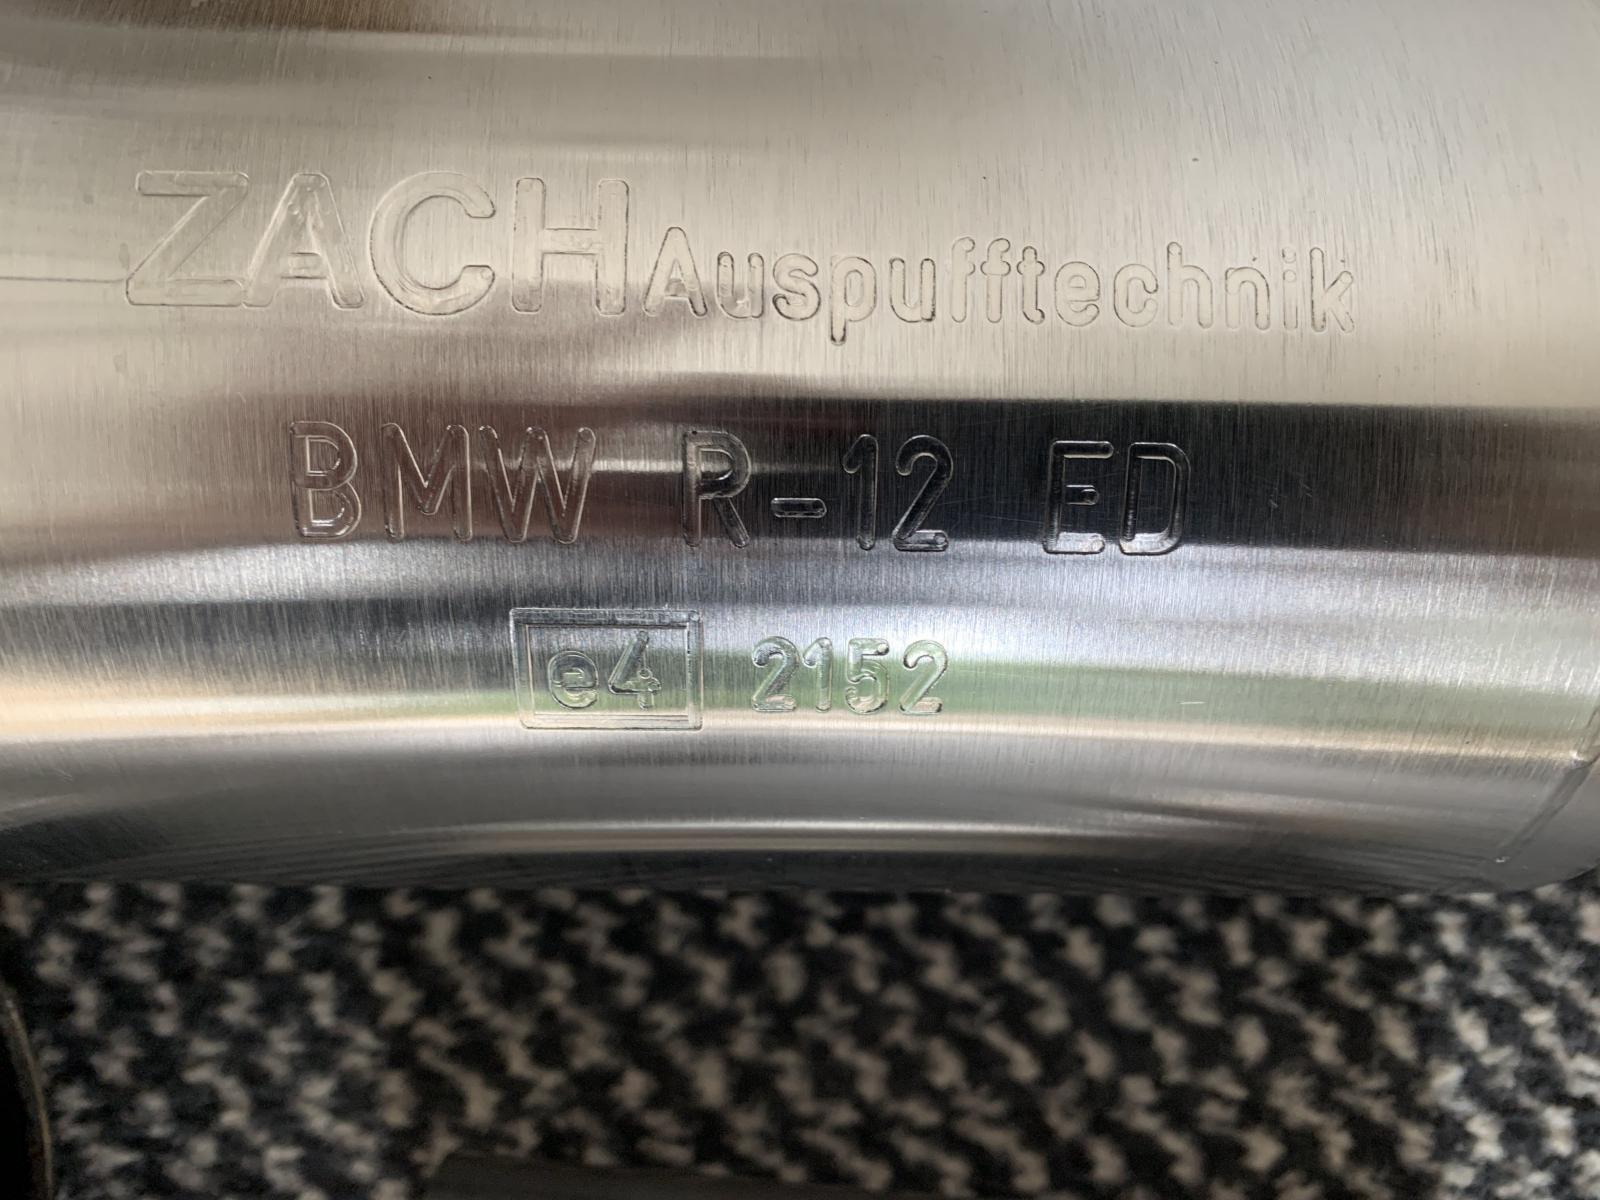 ZACH Auspufftechnik
BMW R-12 ED
e4 2152